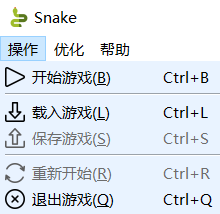 Snake
操作 优化 帮助
开始游戏(B) Ctrl+B
载入游戏(L) Ctrl+L
保存游戏(S) Ctrl+S
重新开始(R) Ctrl+R
退出游戏(Q) Ctrl+Q